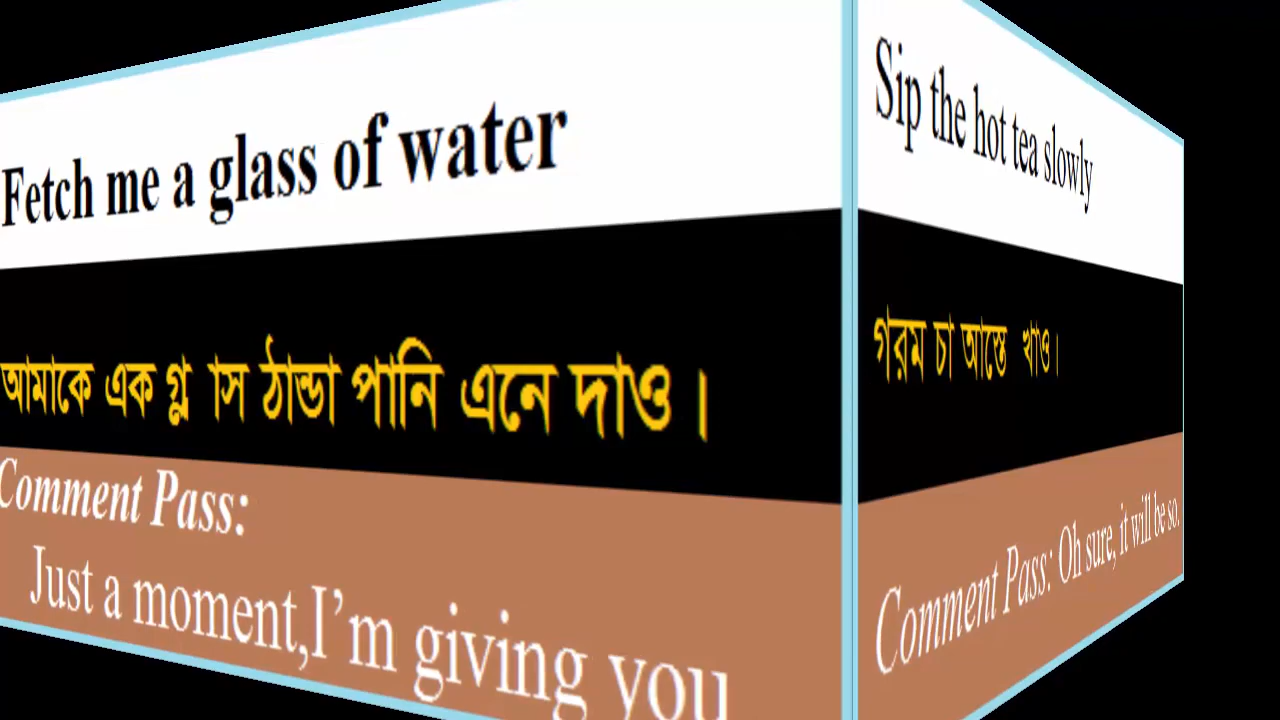 Fetch me a glass of water
আমাকে এক গ্লাস ঠান্ডা পানি এনে দাও।
Comment Pass:
Just a moment,I’m giving you
Sip the hot tea slowly
গরম চা আস্তে খাও।
Comment Pass: Oh sure, it will be so.